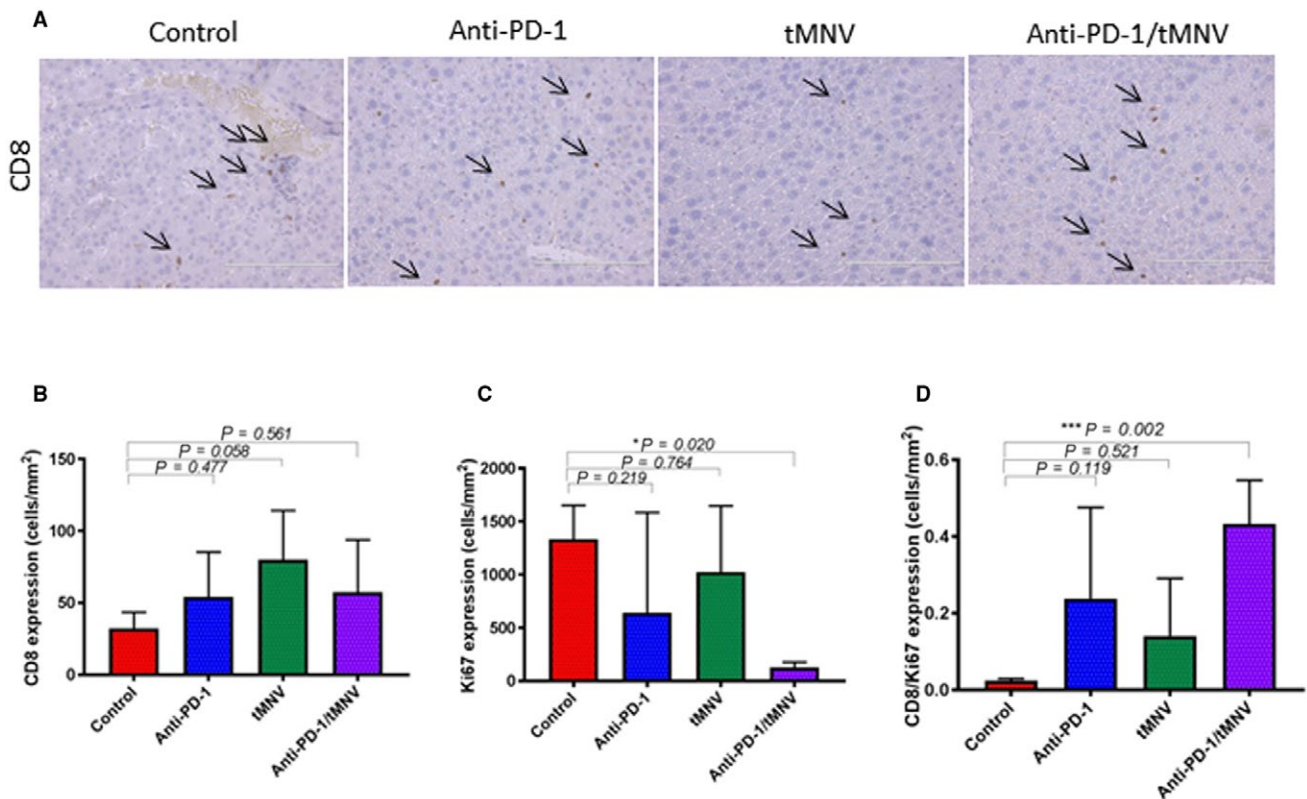 A
Control
Anti-PD-1
tMNV
Anti-PD-1/tMNV
CD8
B
P = 0.561
P = 0.058
P = 0.477
CD8 expression (cells/mm²)
150
100
50
0
Control
Anti-PD-1
tMNV
Anti-PD-1/tMNV
C
*P = 0.020
P = 0.764
P = 0.219
Ki67 expression (cells/mm²)
2000
1500
1000
500
0
Control
Anti-PD-1
tMNV
Anti-PD-1/tMNV
D
***P = 0.002
P = 0.521
P = 0.119
CD8/Ki67 expression (cells/mm²)
0.6
0.4
0.2
0.0
Control
Anti-PD-1
tMNV
Anti-PD-1/tMNV